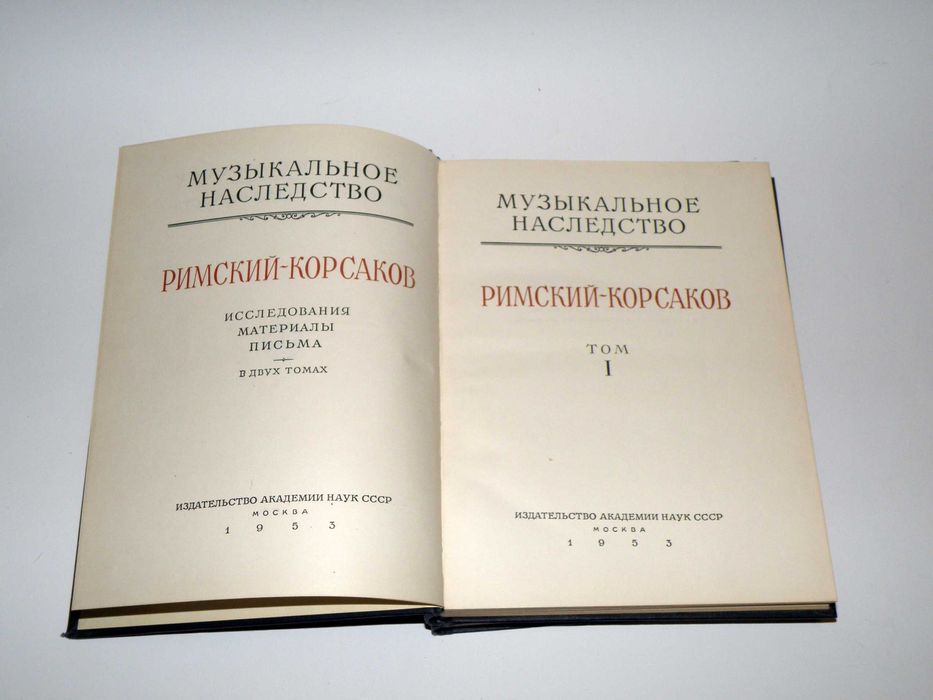 МУЗЫКАЛЬНОЕ
НАСЛЕДСТВО
РИМСКИЙ-КОРСАКОВ
ИССЛЕДОВАНИЯ
МАТЕРИАЛЫ
ПИСЬМА
В ДВУХ ТОМАХ
ИЗДАТЕЛЬСТВО АКАДЕМИИ НАУК СССР
МОСКВА
1953
МУЗЫКАЛЬНОЕ
НАСЛЕДСТВО
РИМСКИЙ-КОРСАКОВ
ТОМ
I
ИЗДАТЕЛЬСТВО АКАДЕМИИ НАУК СССР
МОСКВА
1953